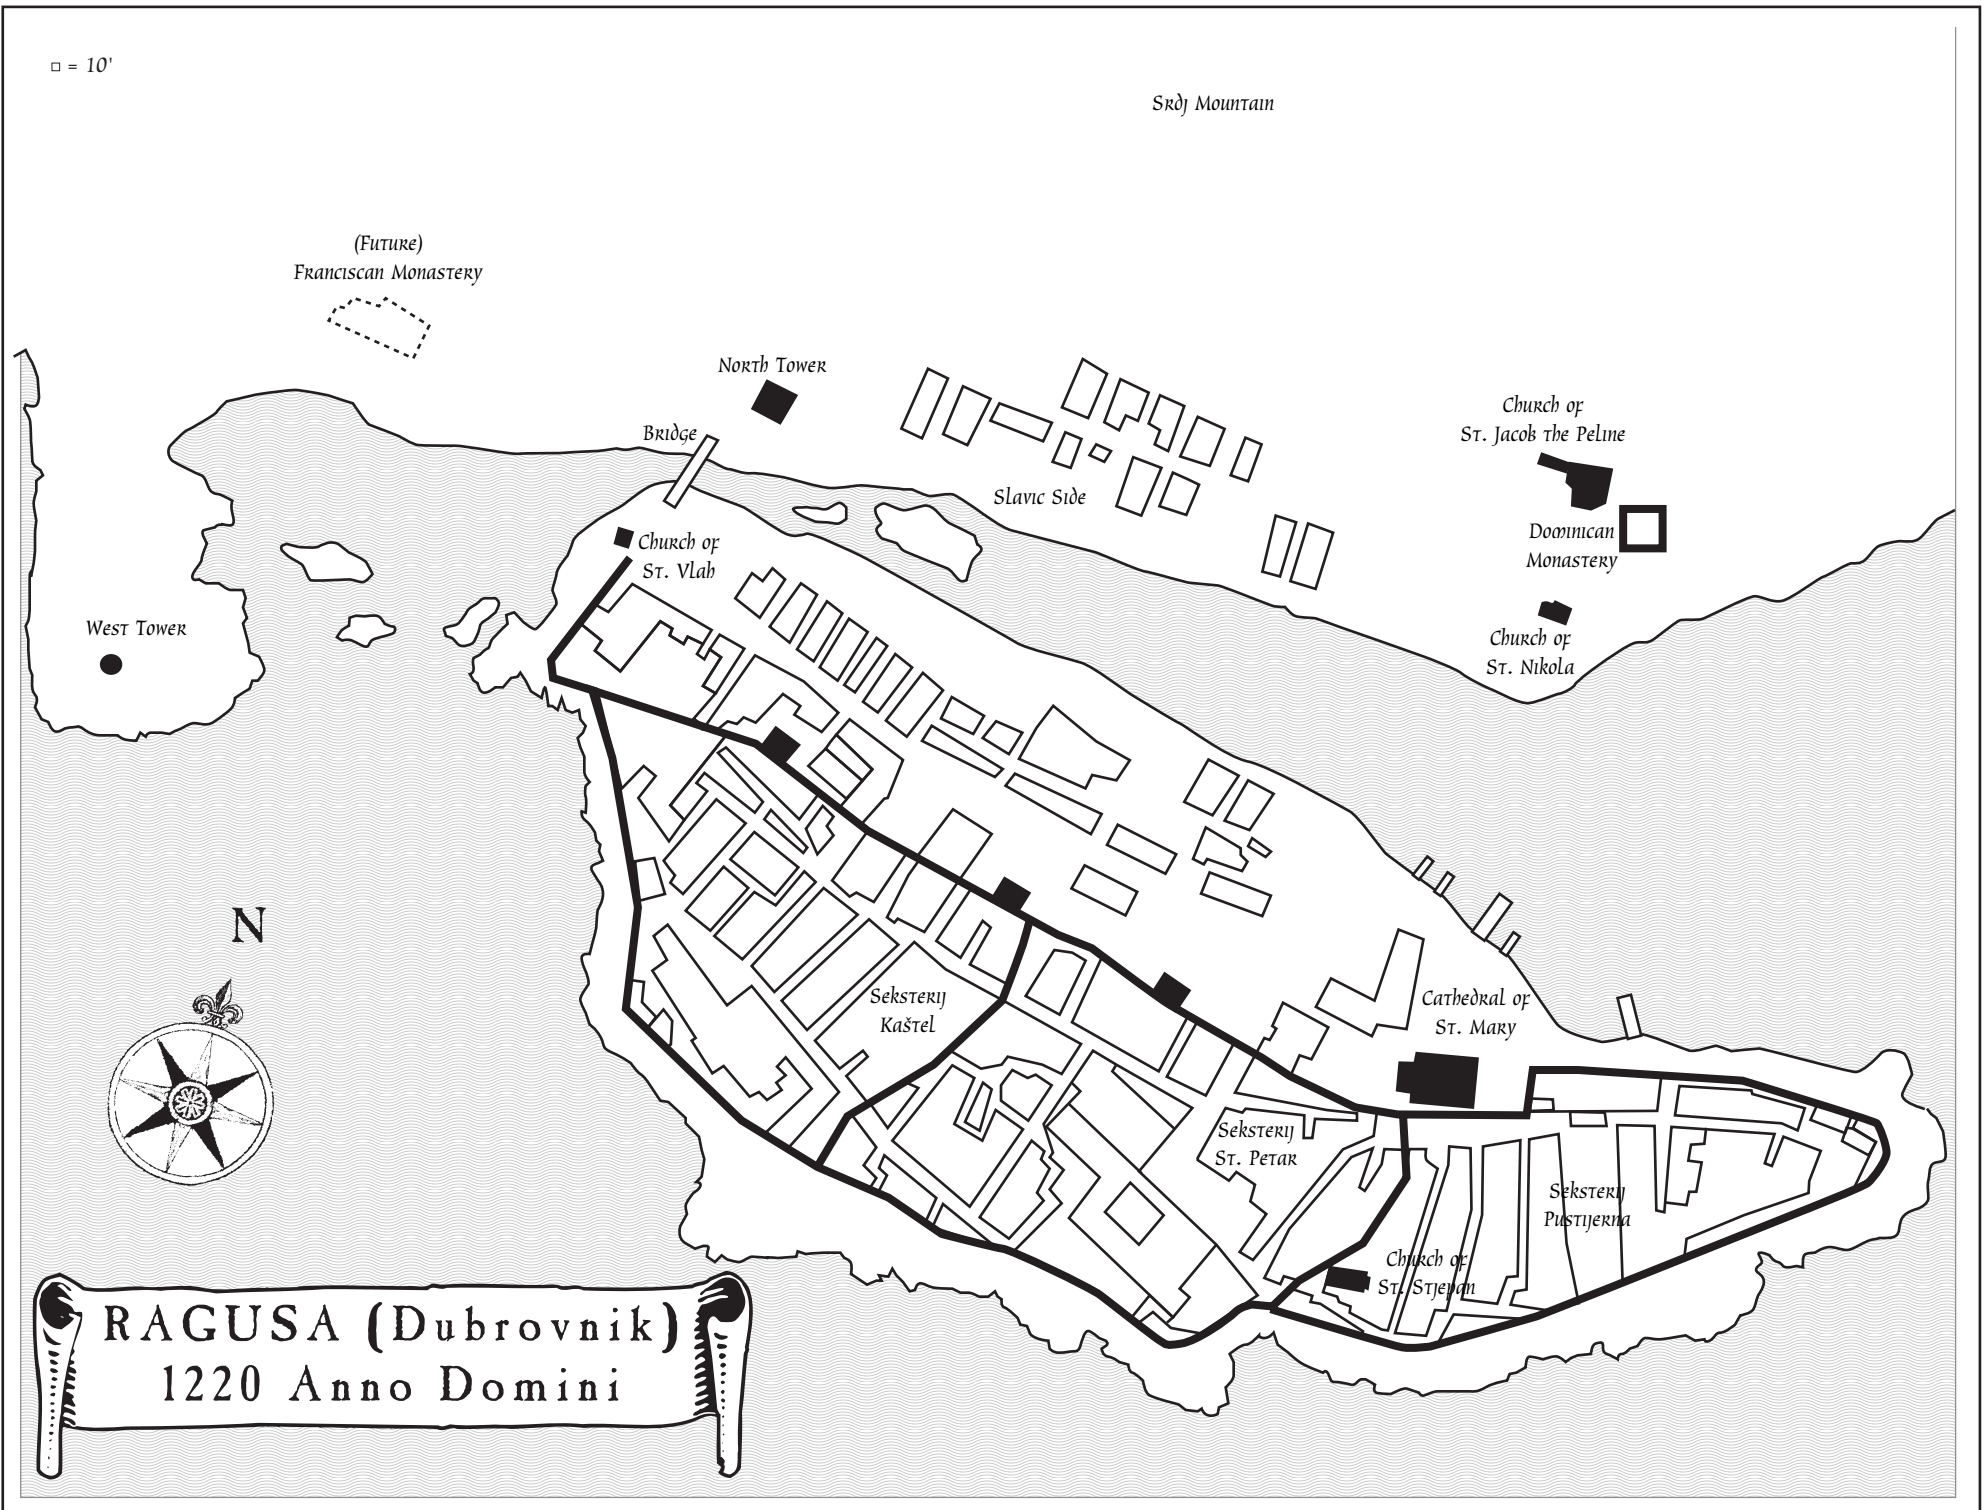 □ = 10'
Srdj Mountain
(Future)
Franciscan Monastery
North Tower
Bridge
Church of
St. Jacob the Peline
Slavic Side
Dominican
Monastery
Church of
St. Vlah
West Tower
Church of
St. Nikola
N
Seksterij
Kaštel
Cathedral of
St. Mary
Seksterij
St. Petar
Seksterij
Pustijerna
Church of
St. Stjepan
RAGUSA (Dubrovnik)
1220 Anno Domini